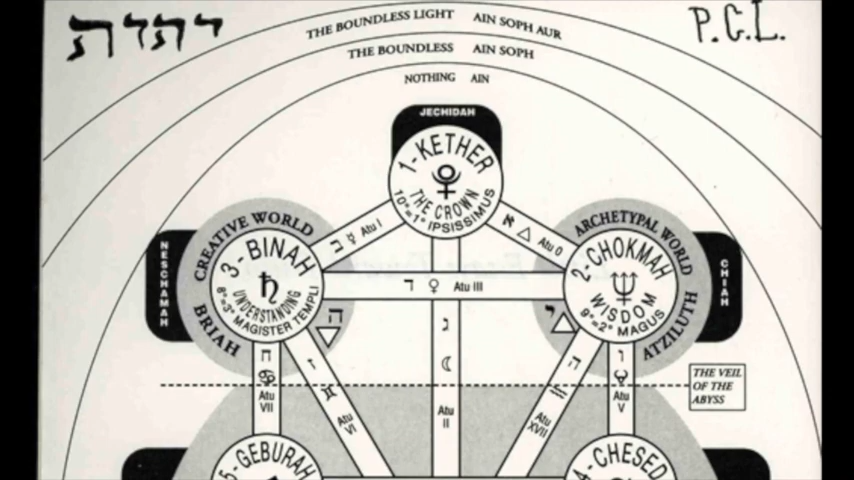 THE BOUNDLESS LIGHT AIN SOPH AUR
P.C.L.
THE BOUNDLESS AIN SOPH
NOTHING AIN
JECHIDAH
1-KETHER
THE CROWN
10°=1° IPSISSIMUS
CREATIVE WORLD
ARCHETYPAL WORLD
NESCHAMAH
3-BINAH
♄
UNDERSTANDING
8°=3° MAGISTER TEMPLI
BRIAH
ב ☿ Atu I
א △ Atu 0
2-CHOKMAH
♆
WISDOM
9°=2° MAGUS
ATZILUTH
CHIAH
ד ♀ Atu III
ה
▽
י
△
ג
☾
Atu
II
ח
♋
Atu
VII
ז
♊
Atu
VI
ה
♒
Atu
XVII
ו
♉
Atu
V
THE VEIL
OF THE
ABYSS
5-GEBURAH
4-CHESED